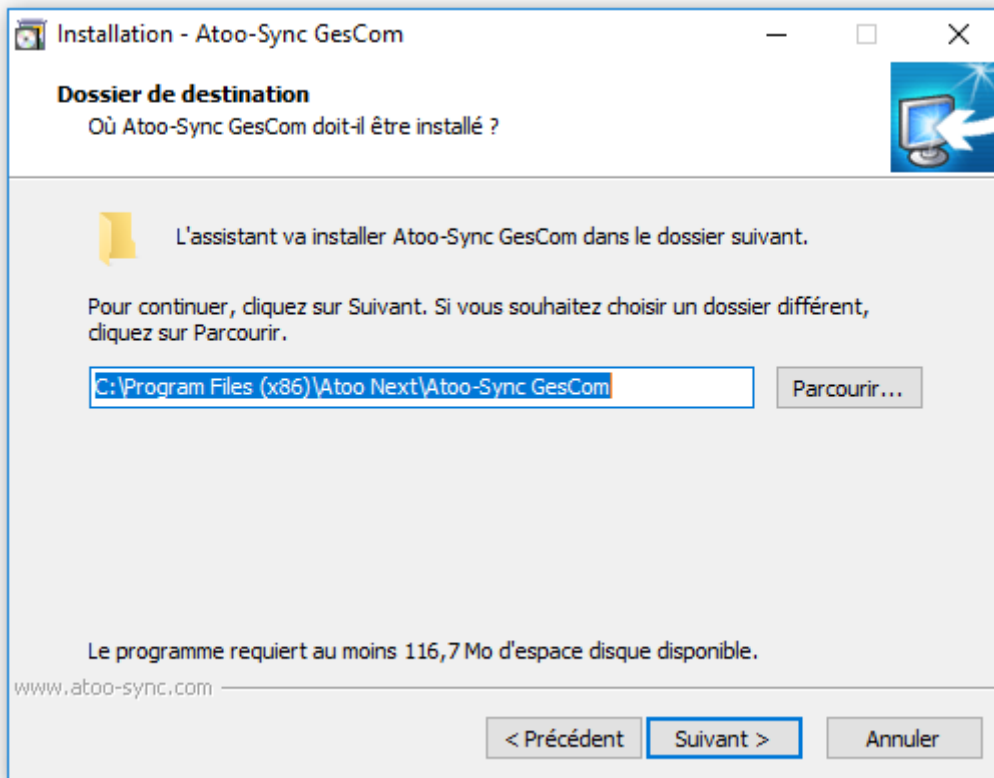 Installation - Atoo-Sync GesCom
Dossier de destination
Où Atoo-Sync GesCom doit-il être installé ?
L'assistant va installer Atoo-Sync GesCom dans le dossier suivant.
Pour continuer, cliquez sur Suivant. Si vous souhaitez choisir un dossier différent,
cliquez sur Parcourir.
C:\Program Files (x86)\Atoo Next\Atoo-Sync GesCom
Parcourir...
Le programme requiert au moins 116,7 Mo d'espace disque disponible.
www.atoo-sync.com
< Précédent
Suivant >
Annuler